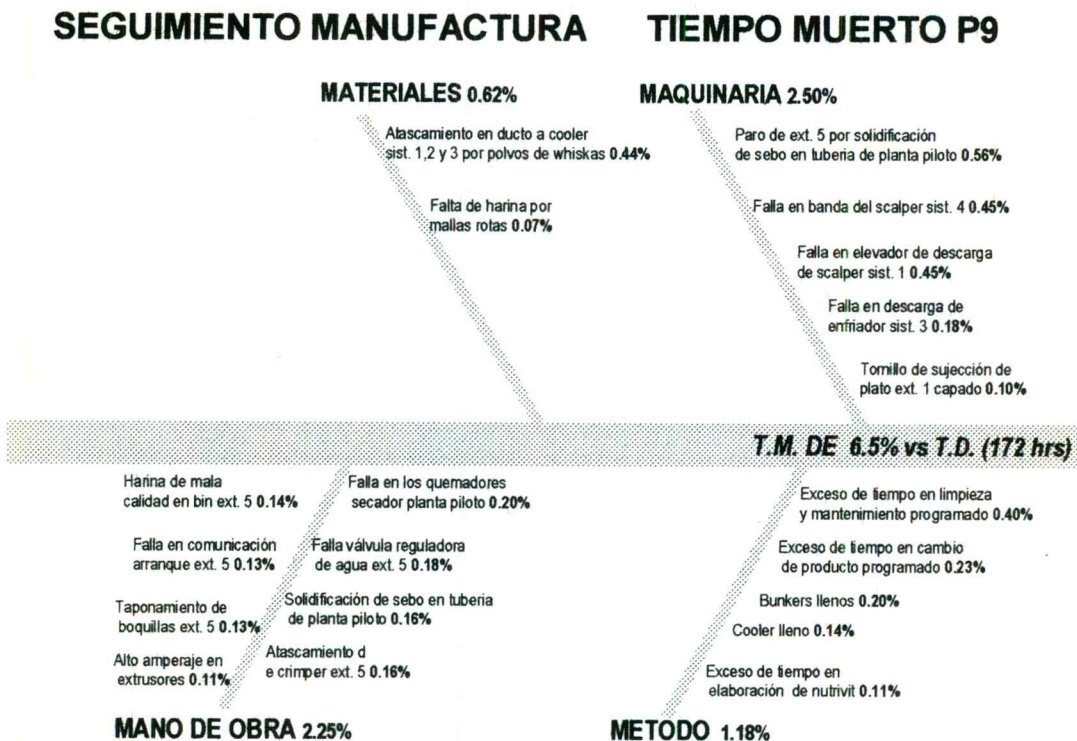 SEGUIMIENTO MANUFACTURA TIEMPO MUERTO P9
MATERIALES 0.62%
Atascamiento en ducto a cooler
sist. 1,2 y 3 por polvos de whiskas 0.44%
Falta de harina por
mallas rotas 0.07%
MAQUINARIA 2.50%
Paro de ext. 5 por solidificación
de sebo en tuberia de planta piloto 0.56%
Falla en banda del scalper sist. 4 0.45%
Falla en elevador de descarga
de scalper sist. 1 0.45%
Falla en descarga de
enfriador sist. 3 0.18%
Tornillo de sujección de
plato ext. 1 capado 0.10%
T.M. DE 6.5% vs T.D. (172 hrs)
Harina de mala
calidad en bin ext. 5 0.14%
Falla en comunicación
arranque ext. 5 0.13%
Taponamiento de
boquillas ext. 5 0.13%
Alto amperaje en
extrusores 0.11%
Falla en los quemadores
secador planta piloto 0.20%
Falla válvula reguladora
de agua ext. 5 0.18%
Solidificación de sebo en tuberia
de planta piloto 0.16%
Atascamiento d
e crimper ext. 5 0.16%
MANO DE OBRA 2.25%
Exceso de tiempo en limpieza
y mantenimiento programado 0.40%
Exceso de tiempo en cambio
de producto programado 0.23%
Bunkers llenos 0.20%
Cooler lleno 0.14%
Exceso de tiempo en
elaboración de nutrivit 0.11%
METODO 1.18%